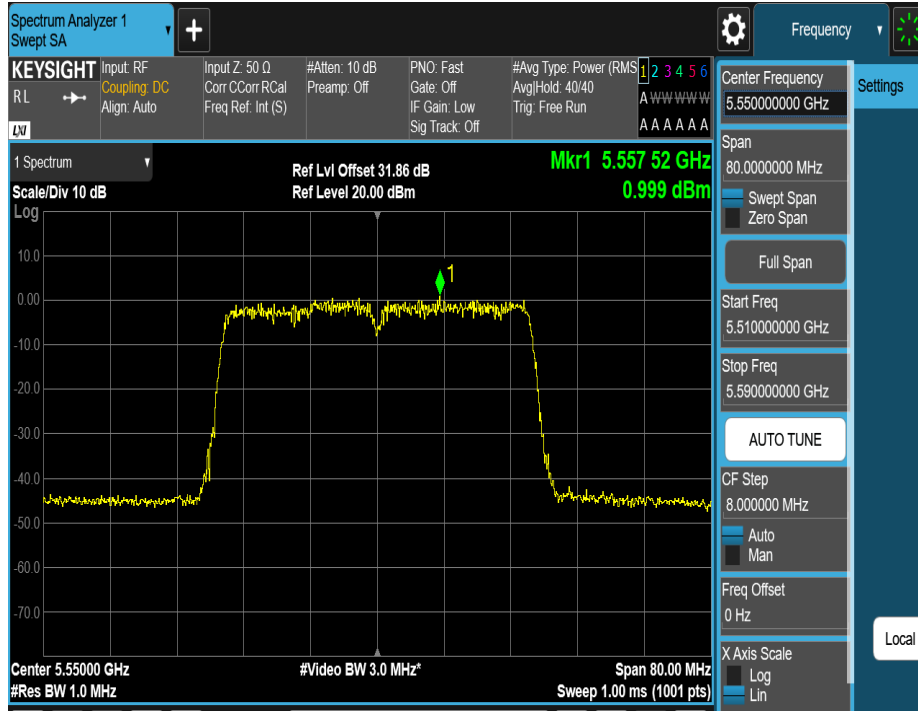 Spectrum Analyzer 1
Swept SA
+
Frequency
KEYSIGHT
R L
LXI
Input: RF
Coupling: DC
Align: Auto
Input Z: 50 Ω
Corr CCorr RCal
Freq Ref: Int (S)
#Atten: 10 dB
Preamp: Off
PNO: Fast
Gate: Off
IF Gain: Low
Sig Track: Off
#Avg Type: Power (RMS
Avg|Hold: 40/40
Trig: Free Run
1 2 3 4 5 6
A W W W W W
A A A A A A
1 Spectrum
Scale/Div 10 dB
Ref Lvl Offset 31.86 dB
Ref Level 20.00 dBm
Mkr1 5.557 52 GHz
0.999 dBm
Log
10.0
0.00
-10.0
-20.0
-30.0
-40.0
-50.0
-60.0
-70.0
1
Center 5.55000 GHz
#Res BW 1.0 MHz
#Video BW 3.0 MHz*
Span 80.00 MHz
Sweep 1.00 ms (1001 pts)
Center Frequency
5.550000000 GHz
Span
80.0000000 MHz
Swept Span
Zero Span
Full Span
Start Freq
5.510000000 GHz
Stop Freq
5.590000000 GHz
AUTO TUNE
CF Step
8.000000 MHz
Auto
Man
Freq Offset
0 Hz
X Axis Scale
Log
Lin
Settings
Local